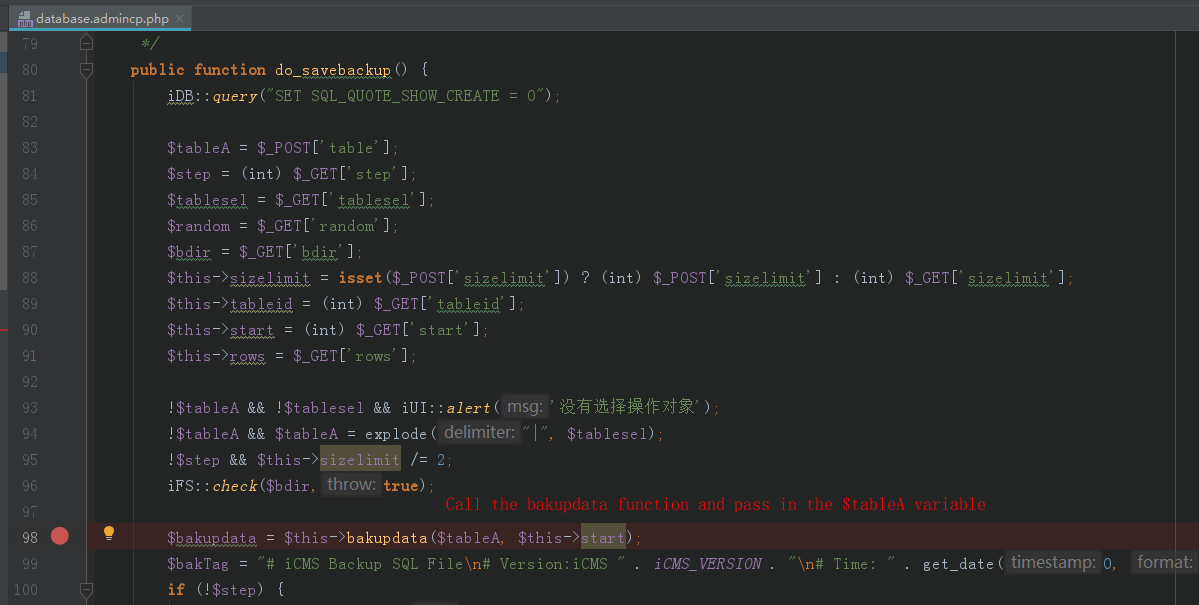 database.admincp.php ×
79 */
80 public function do_savebackup() {
81 iDB::query("SET SQL_QUOTE_SHOW_CREATE = 0");
82
83 $tableA = $_POST['table'];
84 $step = (int) $_GET['step'];
85 $tablesel = $_GET['tablesel'];
86 $random = $_GET['random'];
87 $bdir = $_GET['bdir'];
88 $this->sizelimit = isset($_POST['sizelimit']) ? (int) $_POST['sizelimit'] : (int) $_GET['sizelimit'];
89 $this->tableid = (int) $_GET['tableid'];
90 $this->start = (int) $_GET['start'];
91 $this->rows = $_GET['rows'];
92
93 !$tableA && !$tablesel && iUI::alert( msg: '没有选择操作对象');
94 !$tableA && $tableA = explode( delimiter: "|", $tablesel);
95 !$step && $this->sizelimit /= 2;
96 iFS::check($bdir, throw: true);
Call the bakupdata function and pass in the $tableA variable
97
98 $bakupdata = $this->bakupdata($tableA, $this->start);
99 $bakTag = "# iCMS Backup SQL File\n# Version:iCMS " . iCMS_VERSION . "\n# Time: " . get_date( timestamp: 0, format:
100 if (!$step) {